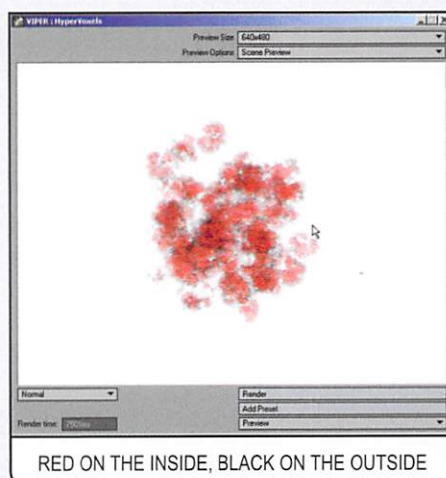 VIPER : HyperVoxels
Preview Size 640x480
Preview Options Scene Preview
Normal
Render
Add Preset
Render time:
Preview
RED ON THE INSIDE, BLACK ON THE OUTSIDE